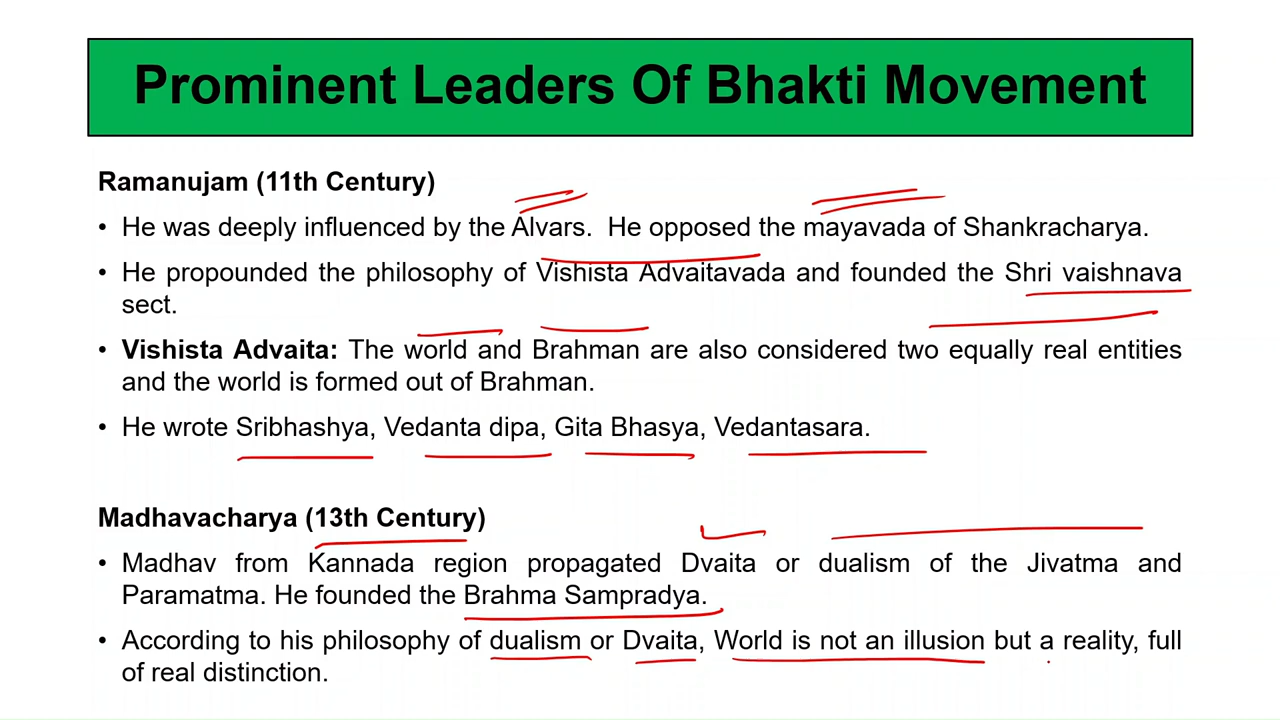 Prominent Leaders Of Bhakti Movement
Ramanujam (11th Century)
• He was deeply influenced by the Alvars. He opposed the mayavada of Shankracharya.
• He propounded the philosophy of Vishista Advaitavada and founded the Shri vaishnava
sect.
• Vishista Advaita: The world and Brahman are also considered two equally real entities
and the world is formed out of Brahman.
• He wrote Sribhashya, Vedanta dipa, Gita Bhasya, Vedantasara.
Madhavacharya (13th Century)
• Madhav from Kannada region propagated Dvaita or dualism of the Jivatma and
Paramatma. He founded the Brahma Sampradya.
• According to his philosophy of dualism or Dvaita, World is not an illusion but a reality, full
of real distinction.